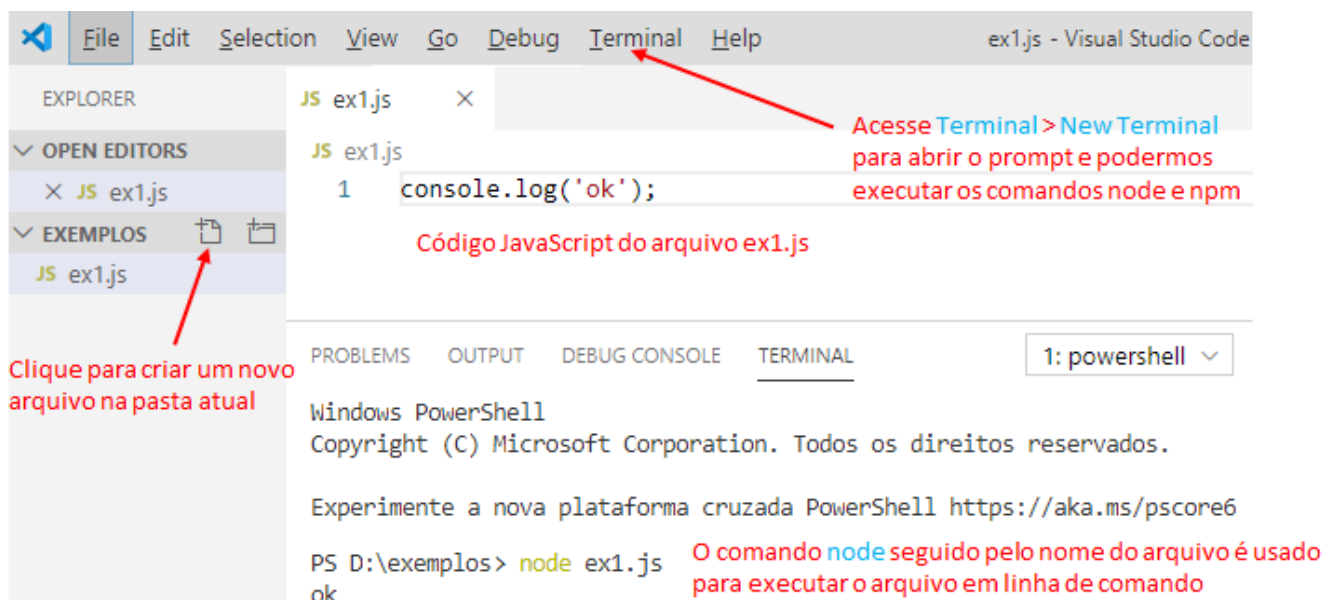 File Edit Selection View Go Debug Terminal Help ex1.js - Visual Studio Code
EXPLORER
OPEN EDITORS
JS ex1.js
EXEMPLOS
JS ex1.js
Clique para criar um novo
arquivo na pasta atual
JS ex1.js
JS ex1.js
1 console.log('ok');
Código JavaScript do arquivo ex1.js
Acesse Terminal > New Terminal
para abrir o prompt e podermos
executar os comandos node e npm
PROBLEMS OUTPUT DEBUG CONSOLE TERMINAL 1: powershell
Windows PowerShell
Copyright (C) Microsoft Corporation. Todos os direitos reservados.
Experimente a nova plataforma cruzada PowerShell https://aka.ms/pscore6
PS D:\exemplos> node ex1.js
ok
O comando node seguido pelo nome do arquivo é usado
para executar o arquivo em linha de comando